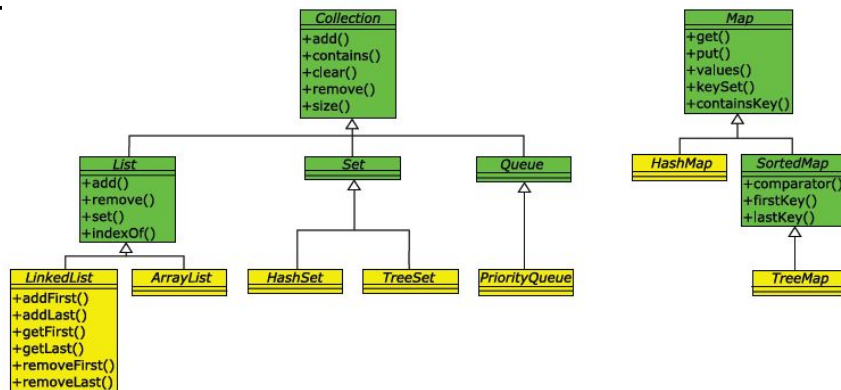 Collection
+add()
+contains()
+clear()
+remove()
+size()
Map
+get()
+put()
+values()
+keySet()
+containsKey()
List
+add()
+remove()
+set()
+indexOf()
Set
Queue
HashMap
SortedMap
+comparator()
+firstKey()
+lastKey()
LinkedList
+addFirst()
+addLast()
+getFirst()
+getLast()
+removeFirst()
+removeLast()
ArrayList
HashSet
TreeSet
PriorityQueue
TreeMap